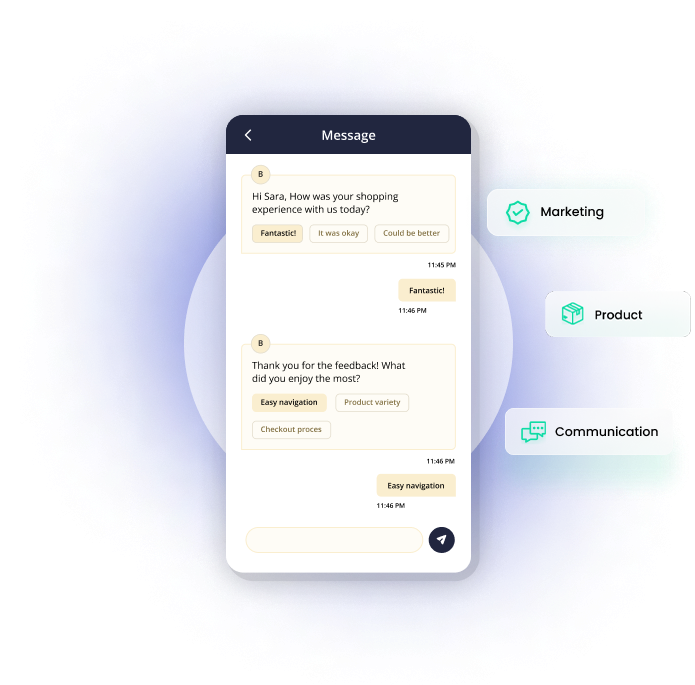 Message
B
Hi Sara, How was your shopping
experience with us today?
Fantastic! It was okay Could be better
11:45 PM
Fantastic!
11:46 PM
B
Thank you for the feedback! What
did you enjoy the most?
Easy navigation Product variety
Checkout proces
11:46 PM
Easy navigation
11:46 PM
Marketing
Product
Communication